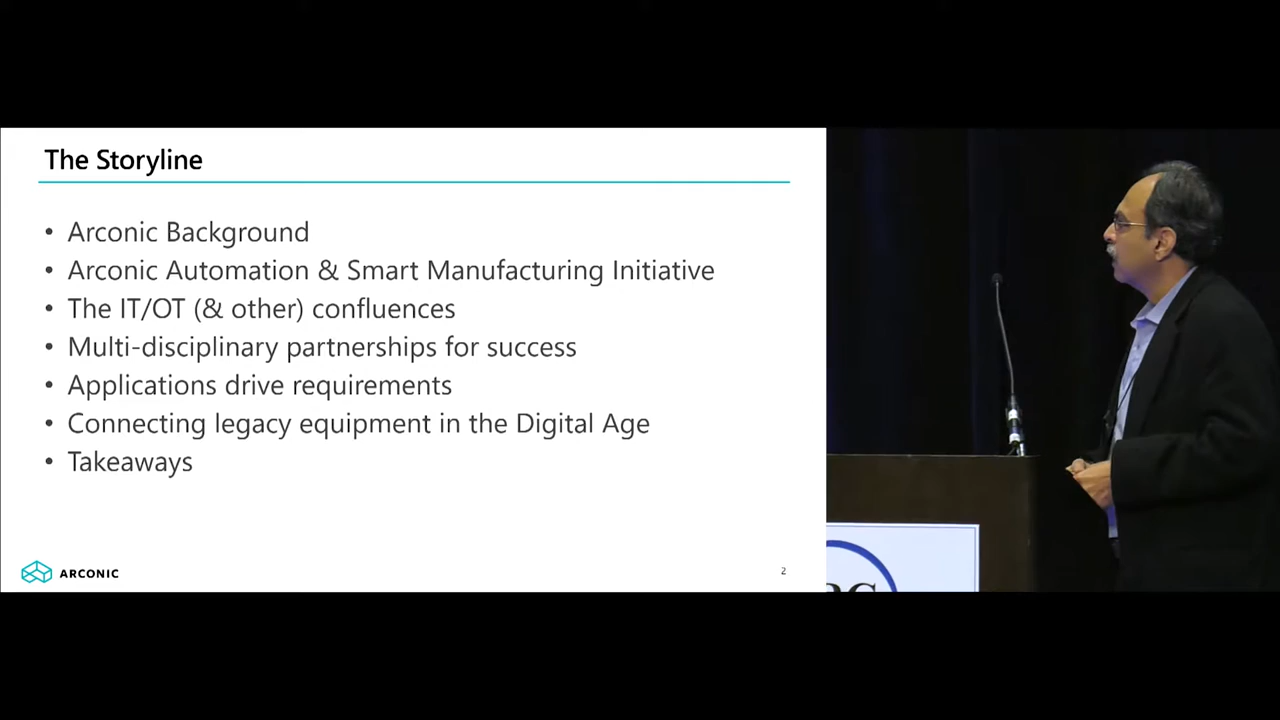 The Storyline
• Arconic Background
• Arconic Automation & Smart Manufacturing Initiative
• The IT/OT (& other) confluences
• Multi-disciplinary partnerships for success
• Applications drive requirements
• Connecting legacy equipment in the Digital Age
• Takeaways
ARCONIC
2